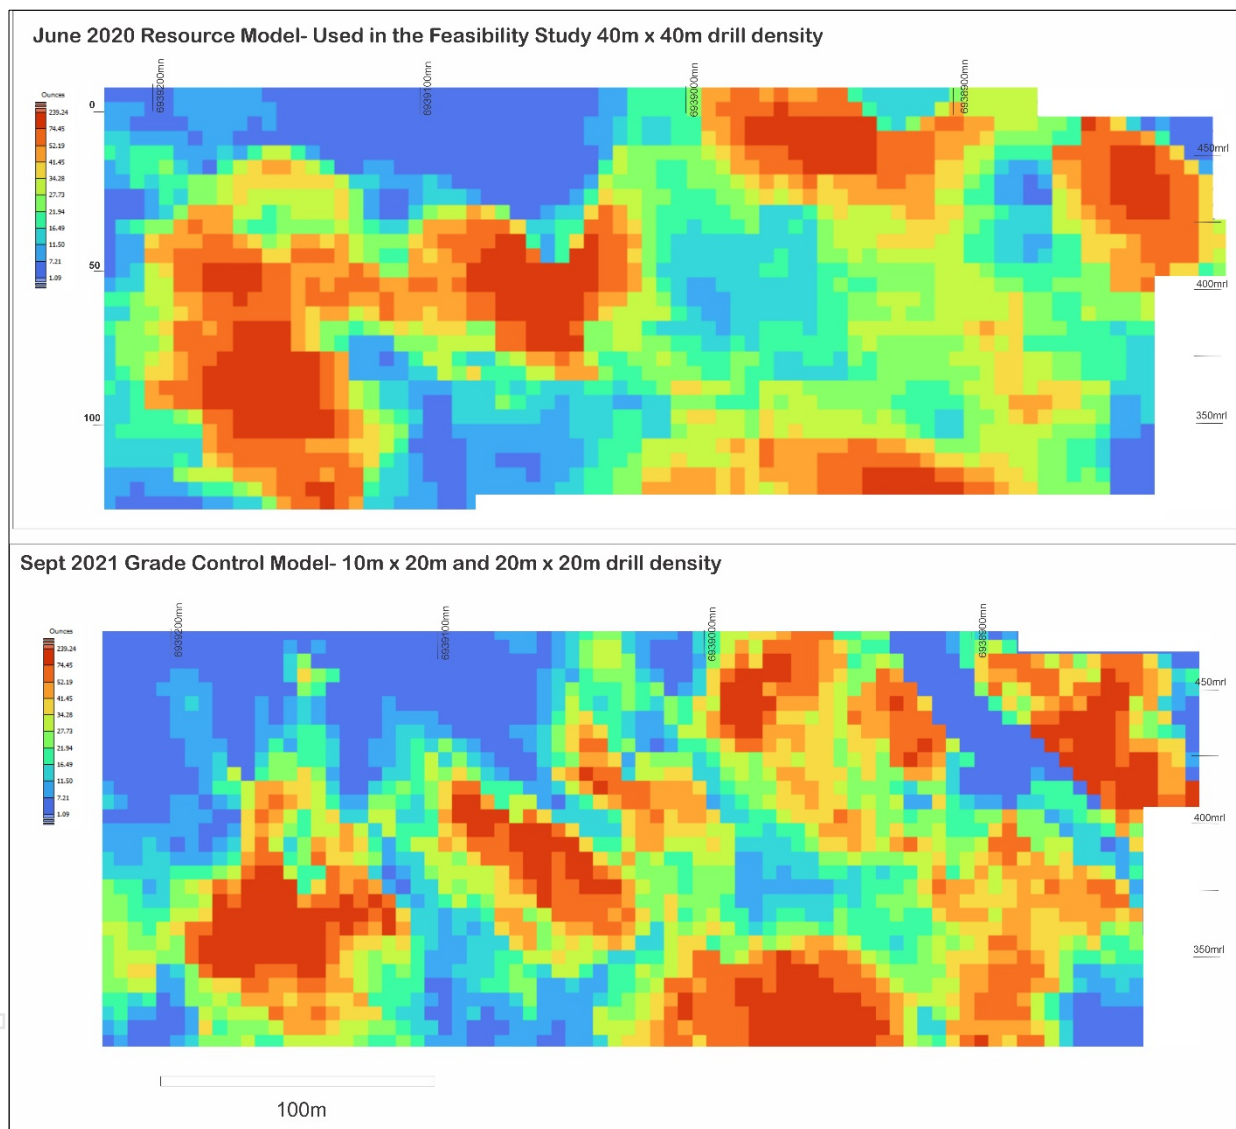 June 2020 Resource Model- Used in the Feasibility Study 40m x 40m drill density
6939200mn
6939100mn
6939000mn
6938900mn
Ounces
239.24
74.45
52.19
41.45
34.28
27.73
21.94
16.49
11.50
7.21
1.09
0
50
100
450mrl
400mrl
350mrl
Sept 2021 Grade Control Model- 10m x 20m and 20m x 20m drill density
6939200mn
6939100mn
6939000mn
6938900mn
Ounces
239.24
74.45
52.19
41.45
34.28
27.73
21.94
16.49
11.50
7.21
1.09
450mrl
400mrl
350mrl
100m